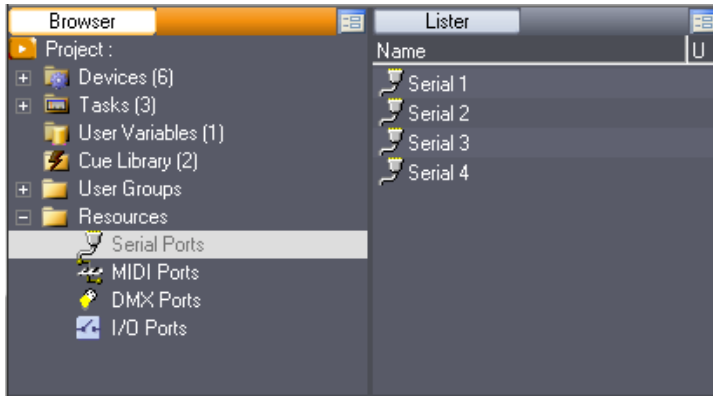 Browser
Project :
Devices (6)
Tasks (3)
User Variables (1)
Cue Library (2)
User Groups
Resources
Serial Ports
MIDI Ports
DMX Ports
I/O Ports
Lister
Name U
Serial 1
Serial 2
Serial 3
Serial 4